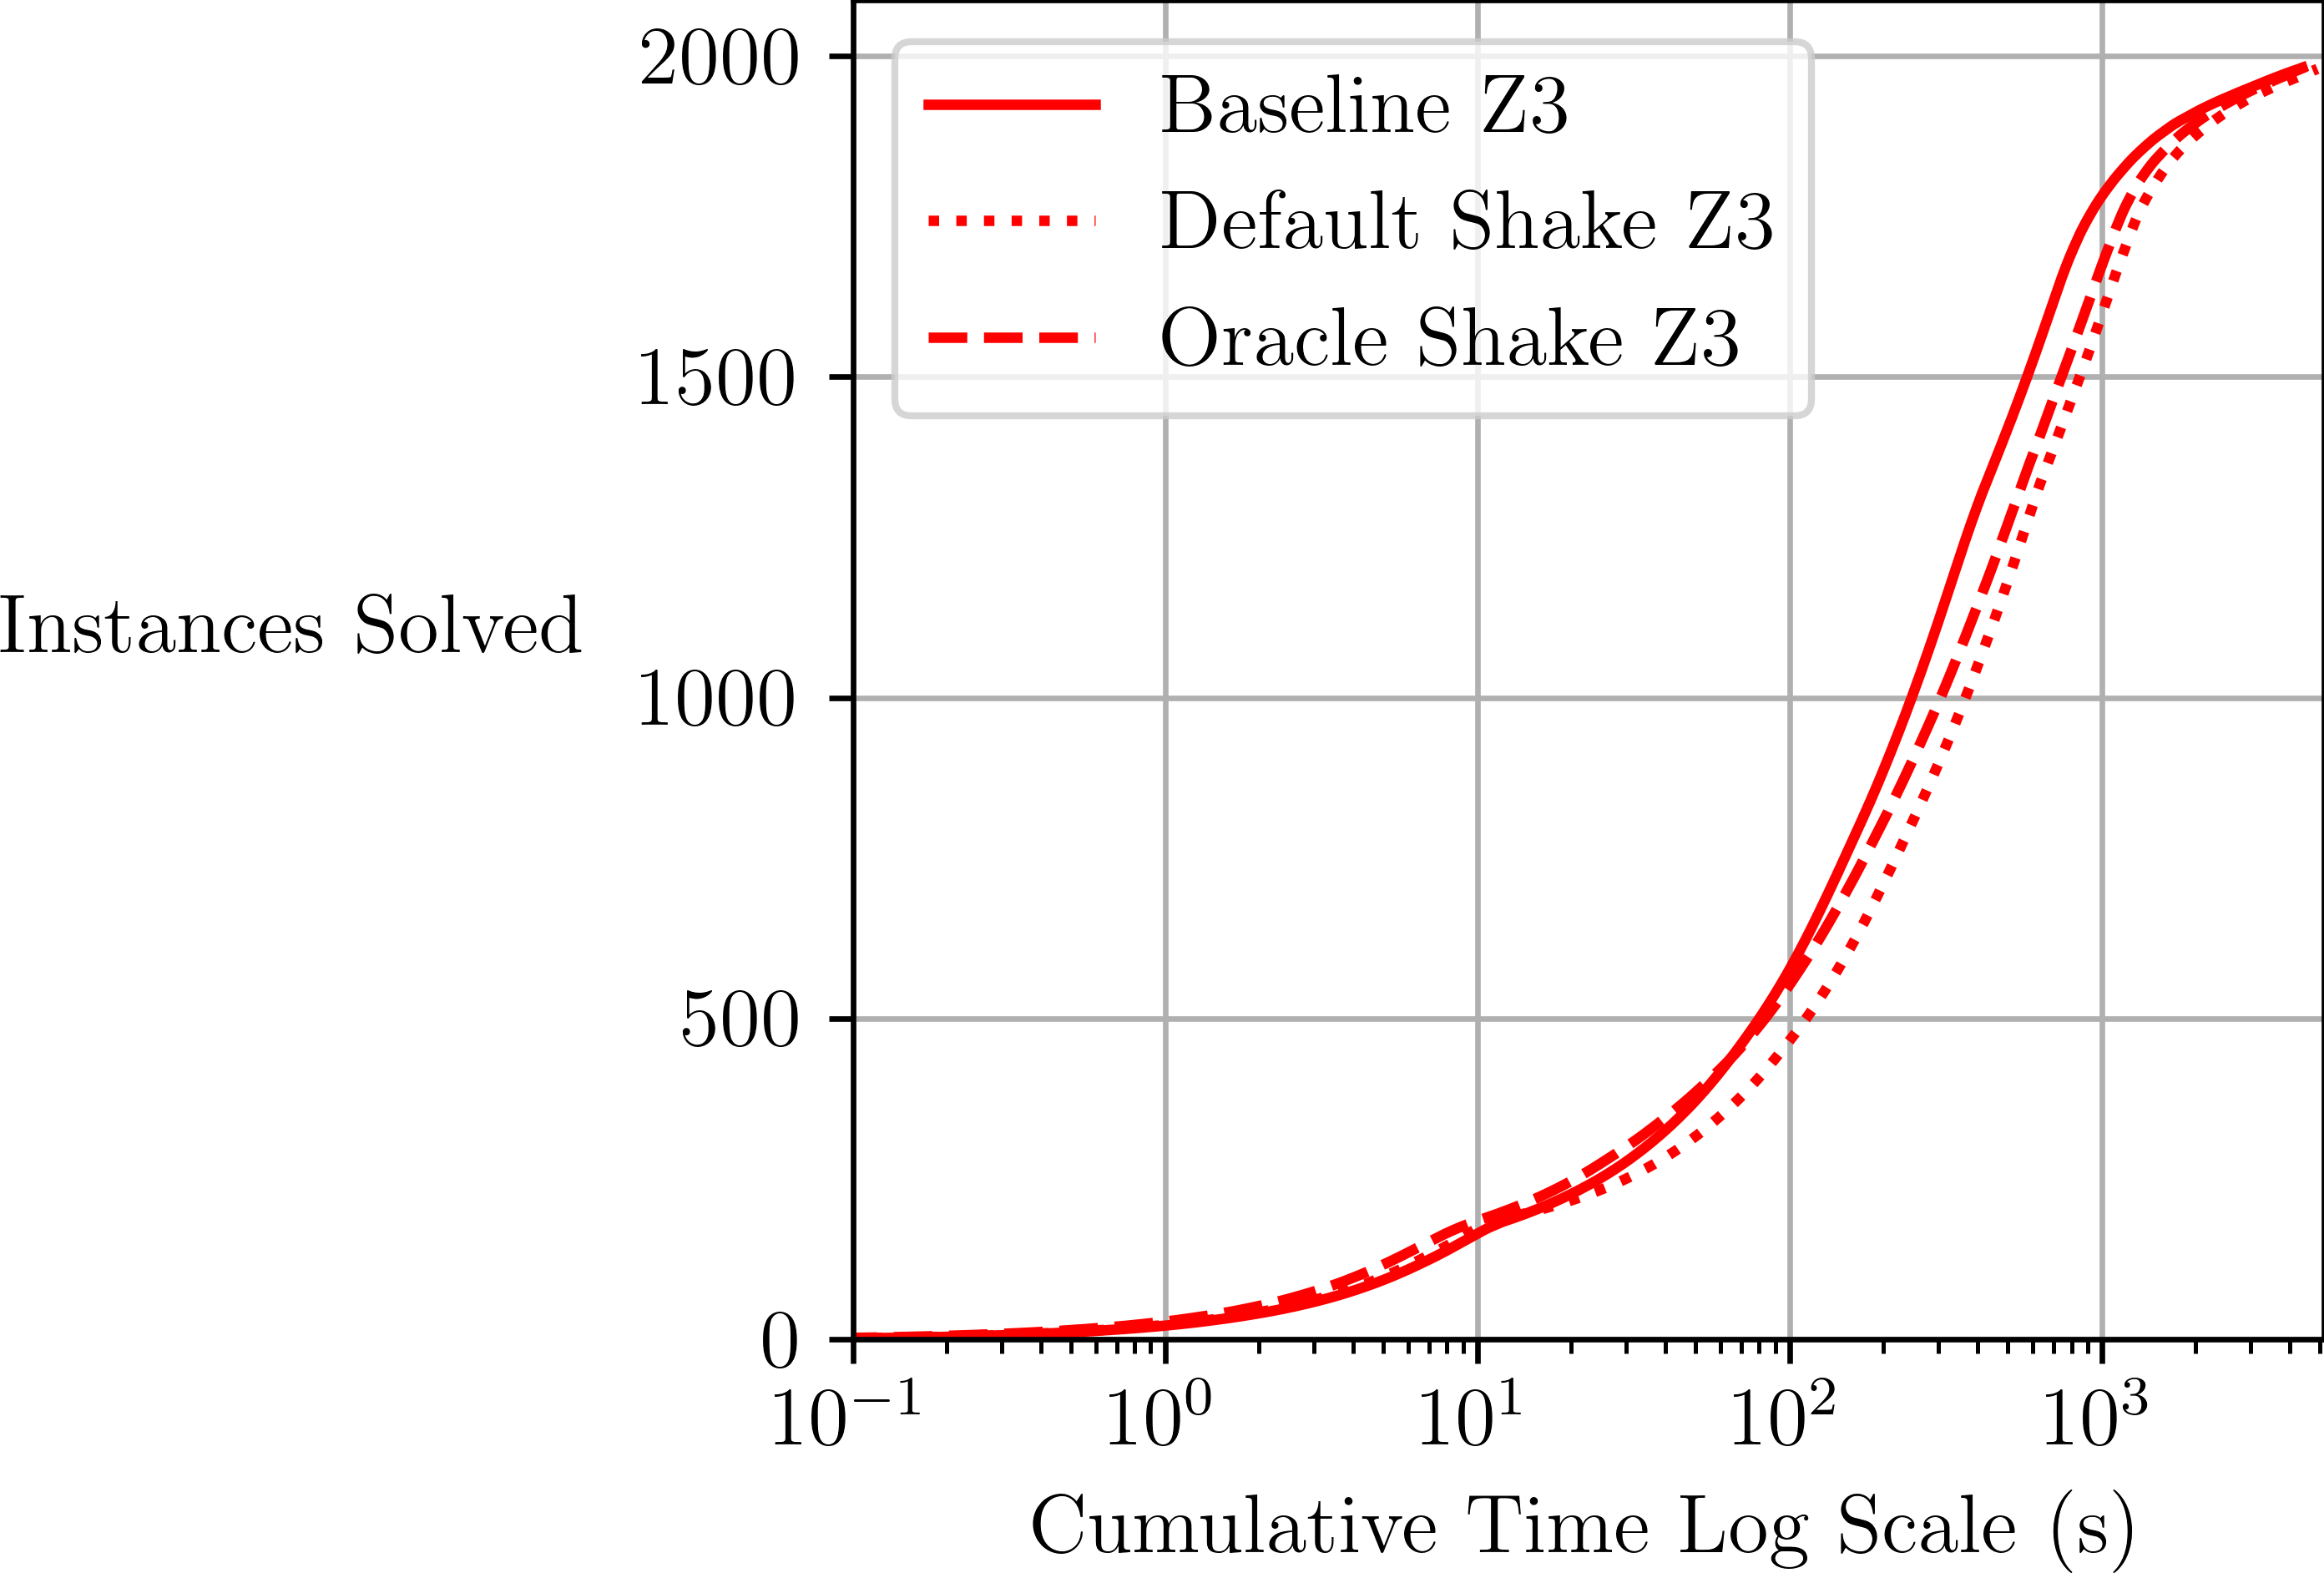 2000
1500
1000
500
0
Instances Solved
Baseline Z3
Default Shake Z3
Oracle Shake Z3
10⁻¹ 10⁰ 10¹ 10² 10³
Cumulative Time Log Scale (s)